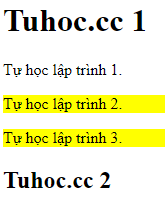 Tuhoc.cc 1
Tự học lập trình 1.
Tự học lập trình 2.
Tự học lập trình 3.
Tuhoc.cc 2